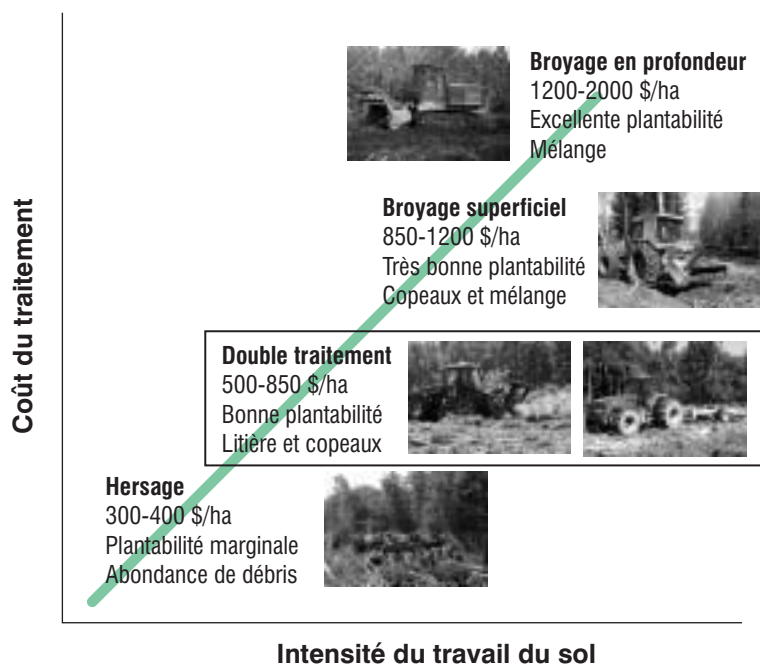 Broyage en profondeur
1200-2000 $/ha
Excellente plantabilité
Mélange
Broyage superficiel
850-1200 $/ha
Très bonne plantabilité
Copeaux et mélange
Double traitement
500-850 $/ha
Bonne plantabilité
Litière et copeaux
Hersage
300-400 $/ha
Plantabilité marginale
Abondance de débris
Coût du traitement
Intensité du travail du sol